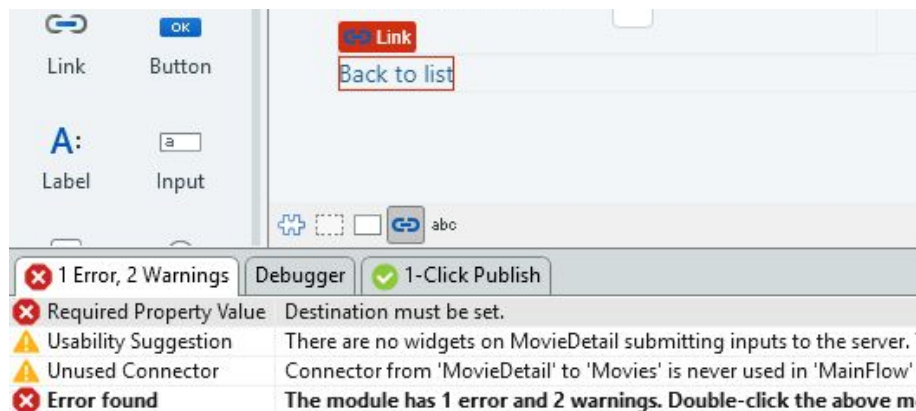 OK
Link Button
Link
Back to list
A:
a
Label Input
abc
1 Error, 2 Warnings Debugger 1-Click Publish
Required Property Value Destination must be set.
Usability Suggestion There are no widgets on MovieDetail submitting inputs to the server.
Unused Connector Connector from 'MovieDetail' to 'Movies' is never used in 'MainFlow'
Error found The module has 1 error and 2 warnings. Double-click the above m